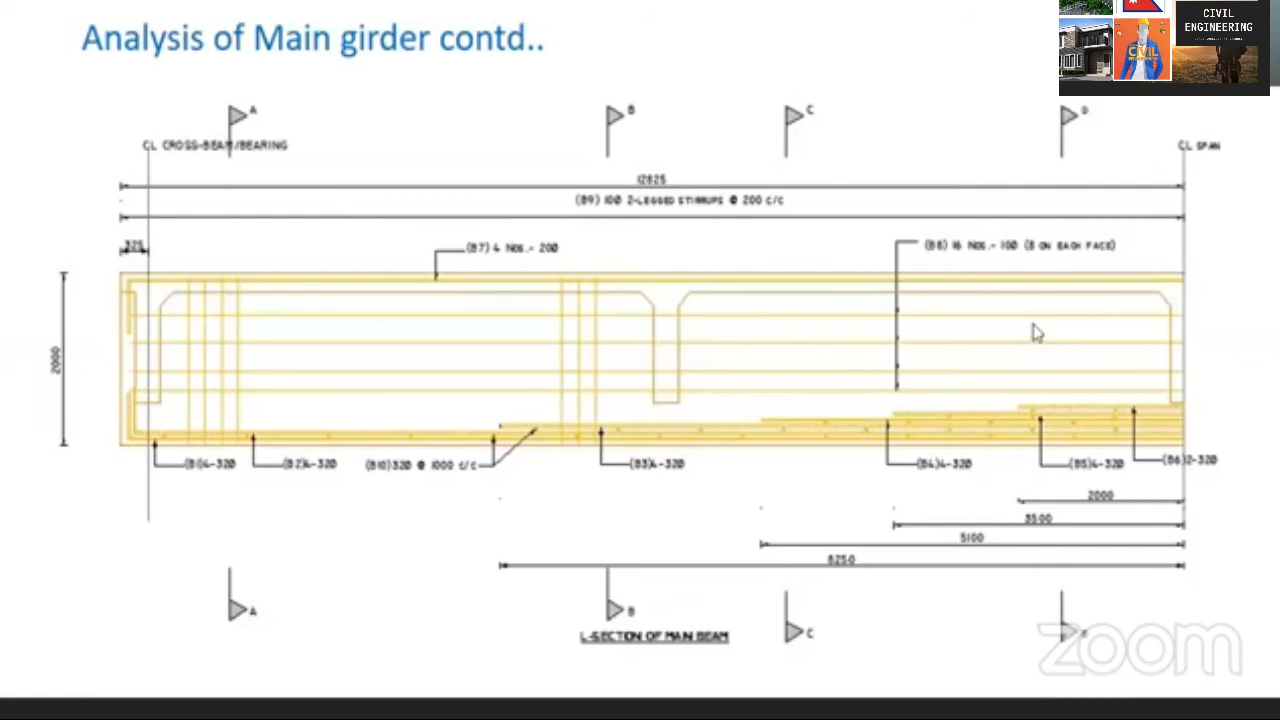 Analysis of Main girder contd..
CIVIL
ENGINEERING
CIVIL
A
B
C
D
CL CROSS-BEAM/BEARING
CL SPAN
12825
(B9) 10Ø 2-LEGGED STIRRUPS @ 200 C/C
325
(B7) 4 Nos.- 20Ø
(B8) 16 Nos.- 10Ø (8 ON EACH FACE)
2000
(B1)4-32Ø
(B2)4-32Ø
(B10)32Ø @ 1000 c/c
(B3)4-32Ø
(B4)4-32Ø
(B5)4-32Ø
(B6)2-32Ø
2000
3500
5100
8250
A
B
C
L-SECTION OF MAIN BEAM
zoom